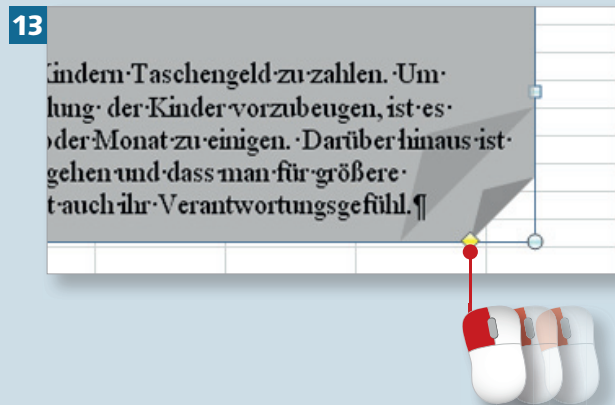 13
indern·Taschengeld·zu·zahlen.·Um·
lung·der·Kinder·vorzubeugen,·ist·es·
oder·Monat·zu·einigen.·Darüber·hinaus·ist·
gehen·und·dass·man·für·größere·
t·auch·ihr·Verantwortungsgefühl.¶